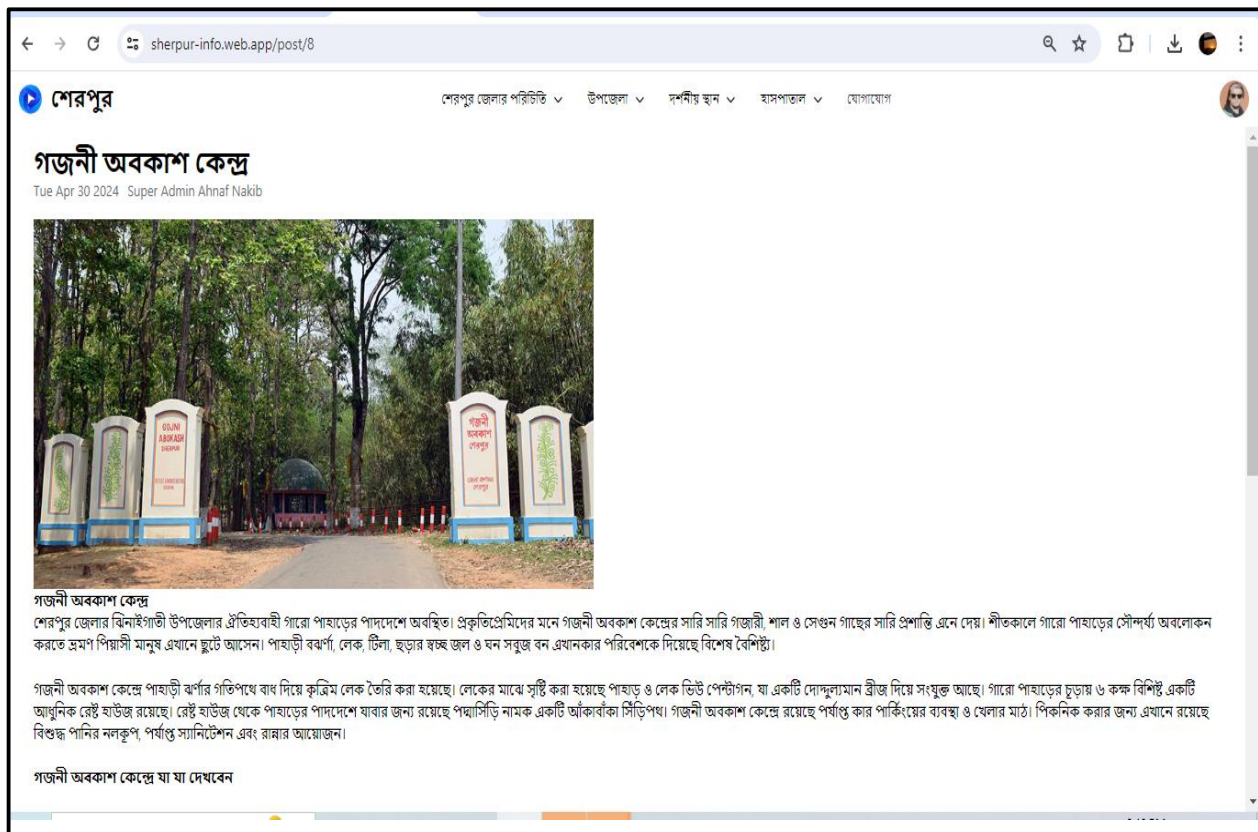 sherpur-info.web.app/post/8
শেরপুর
শেরপুর জেলার পরিচিতি উপজেলা দর্শনীয় স্থান হাসপাতাল যোগাযোগ
গজনী অবকাশ কেন্দ্র
Tue Apr 30 2024 Super Admin Ahnaf Nakib
GOJNI
ABOKASH
SHERPUR
গজনী
অবকাশ
শেরপুর
গজনী অবকাশ কেন্দ্র
শেরপুর জেলার ঝিনাইগাতী উপজেলার ঐতিহ্যবাহী গারো পাহাড়ের পাদদেশে অবস্থিত। প্রকৃতিপ্রেমিদের মনে গজনী অবকাশ কেন্দ্রের সারি সারি গজারী, শাল ও সেগুন গাছের সারি প্রশান্তি এনে দেয়। শীতকালে গারো পাহাড়ের সৌন্দর্য্য অবলোকন
করতে ভ্রমণ পিয়াসী মানুষ এখানে ছুটে আসেন। পাহাড়ী ঝর্ণা, লেক, টিলা, ছড়ার স্বচ্ছ জল ও ঘন সবুজ বন এখানকার পরিবেশকে দিয়েছে বিশেষ বৈশিষ্ট্য।
গজনী অবকাশ কেন্দ্রে পাহাড়ী ঝর্ণার গতিপথে বাধ দিয়ে কৃত্রিম লেক তৈরি করা হয়েছে। লেকের মাঝে সৃষ্টি করা হয়েছে পাহাড় ও লেক ভিউ পেন্টাগন, যা একটি দোদ্দুল্যমান ব্রীজ দিয়ে সংযুক্ত আছে। গারো পাহাড়ের চূড়ায় ৬ কক্ষ বিশিষ্ট একটি
আধুনিক রেষ্ট হাউজ রয়েছে। রেষ্ট হাউজ থেকে পাহাড়ের পাদদেশে যাবার জন্য রয়েছে পদ্মাসিঁড়ি নামক একটি আঁকাবাঁকা সিঁড়িপথ। গজনী অবকাশ কেন্দ্রে রয়েছে পর্যাপ্ত কার পার্কিংয়ের ব্যবস্থা ও খেলার মাঠ। পিকনিক করার জন্য এখানে রয়েছে
বিশুদ্ধ পানির নলকূপ, পর্যাপ্ত স্যানিটেশন এবং রান্নার আয়োজন।
গজনী অবকাশ কেন্দ্রে যা যা দেখবেন